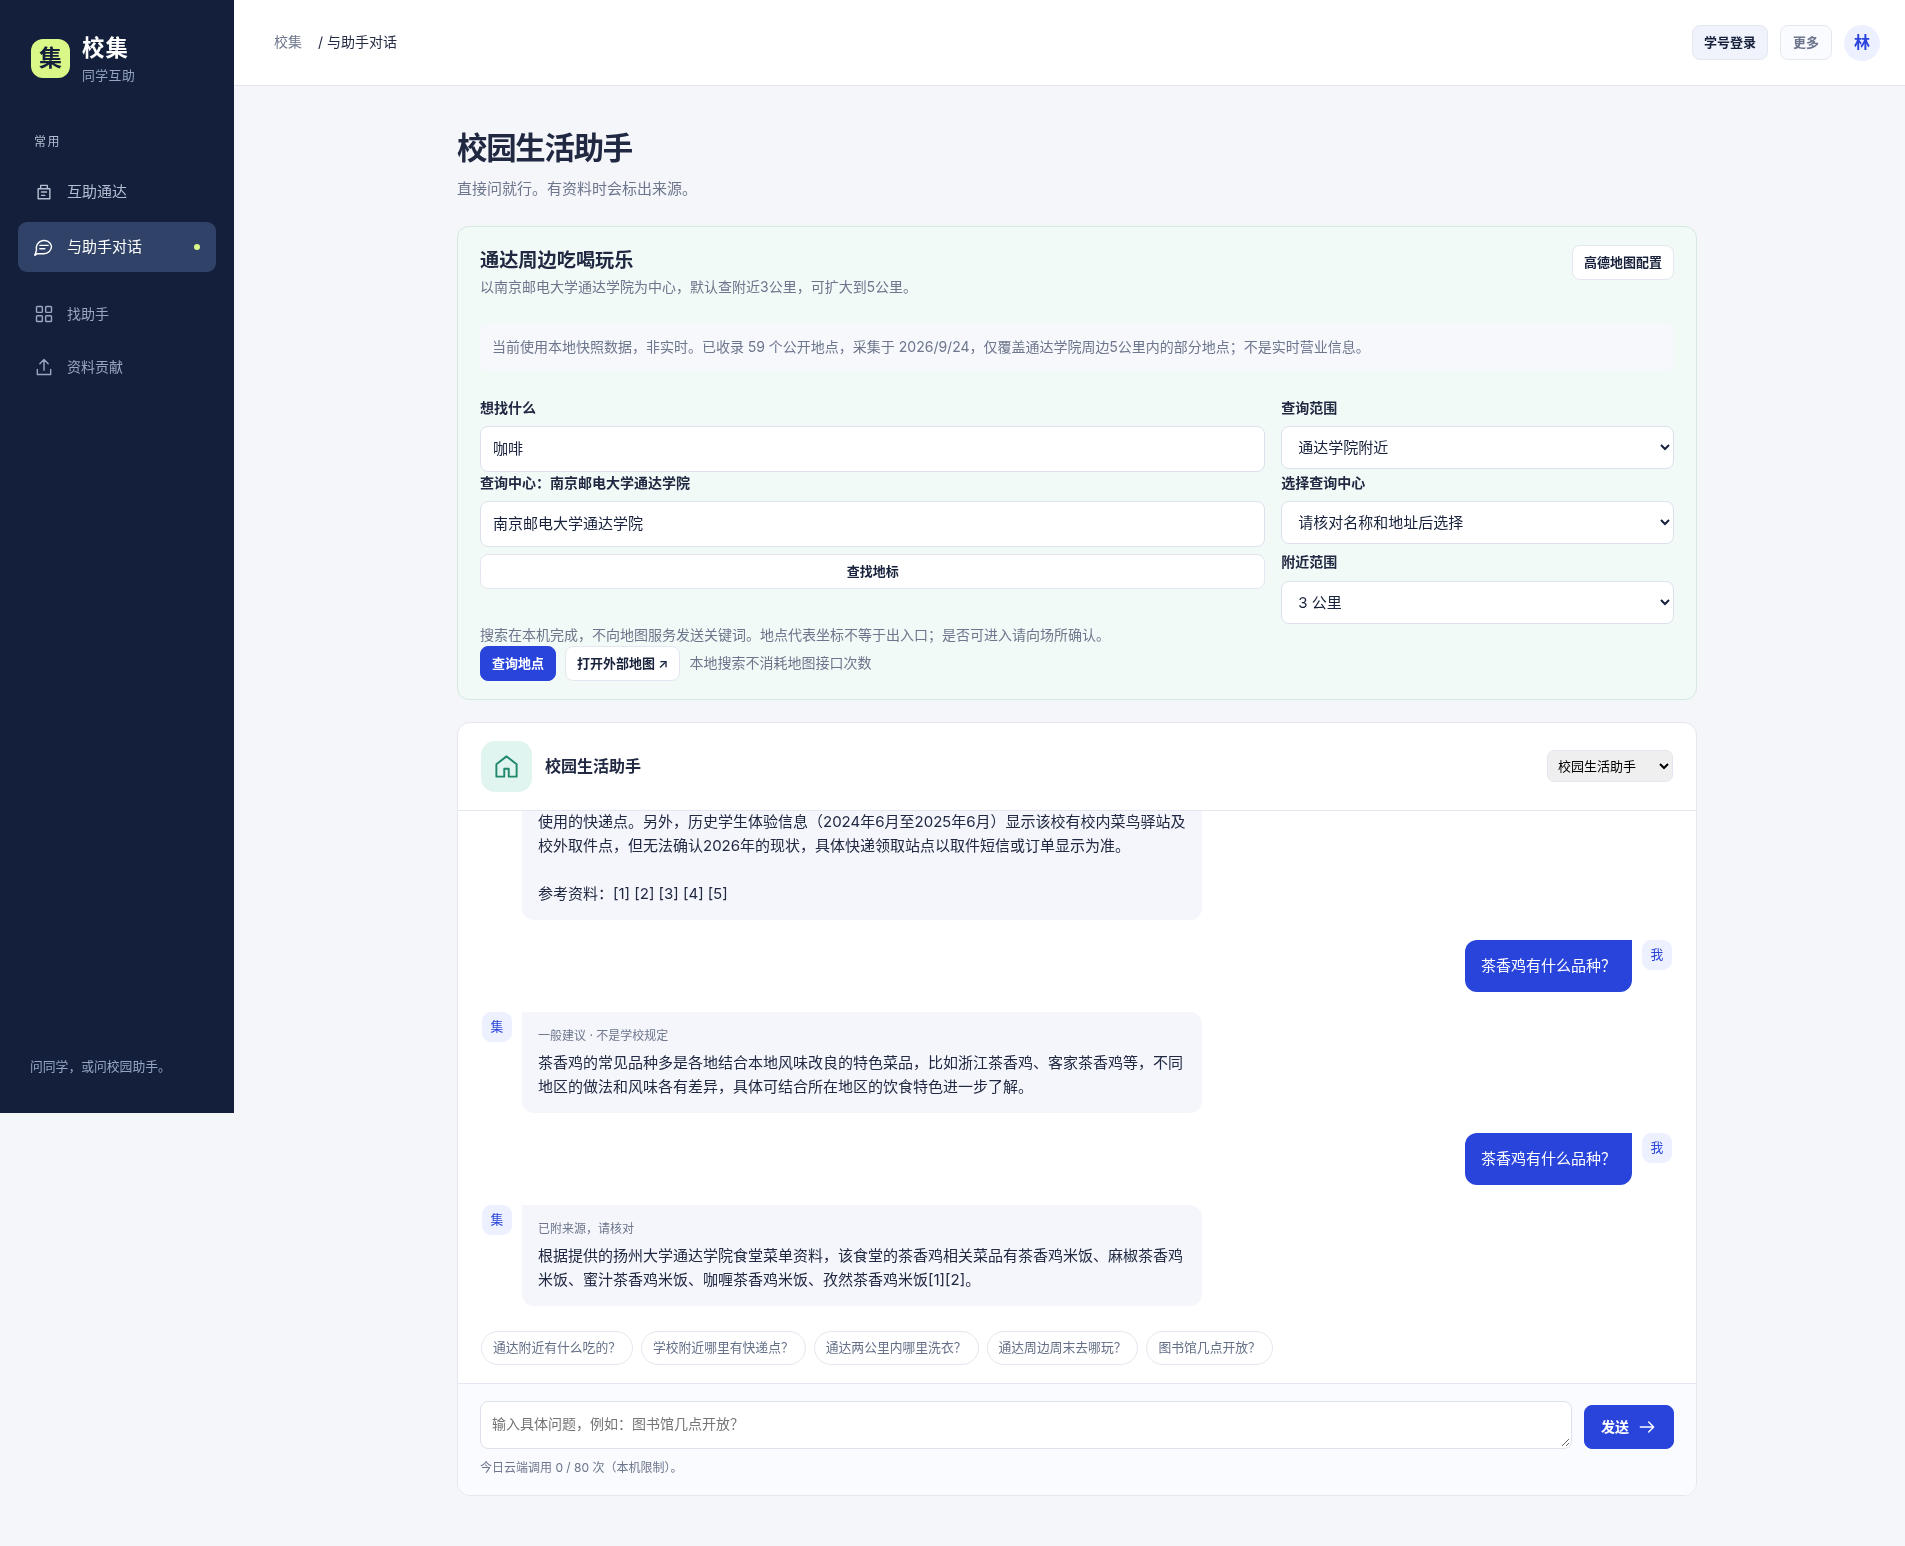 集
校集
同学互助
常用
互助通达
与助手对话
找助手
资料贡献
问同学，或问校园助手。
校集 / 与助手对话
学号登录
更多
林
校园生活助手
直接问就行。有资料时会标出来源。
通达周边吃喝玩乐
高德地图配置
以南京邮电大学通达学院为中心，默认查附近3公里，可扩大到5公里。
当前使用本地快照数据，非实时。已收录 59 个公开地点，采集于 2026/9/24，仅覆盖通达学院周边5公里内的部分地点；不是实时营业信息。
想找什么
咖啡
查询范围
通达学院附近
查询中心：南京邮电大学通达学院
南京邮电大学通达学院
选择查询中心
请核对名称和地址后选择
查找地标
附近范围
3 公里
搜索在本机完成，不向地图服务发送关键词。地点代表坐标不等于出入口；是否可进入请向场所确认。
查询地点
打开外部地图 ↗
本地搜索不消耗地图接口次数
校园生活助手
校园生活助手
使用的快递点。另外，历史学生体验信息（2024年6月至2025年6月）显示该校有校内菜鸟驿站及
校外取件点，但无法确认2026年的现状，具体快递领取站点以取件短信或订单显示为准。
参考资料：[1] [2] [3] [4] [5]
茶香鸡有什么品种？
我
集
一般建议 · 不是学校规定
茶香鸡的常见品种多是各地结合本地风味改良的特色菜品，比如浙江茶香鸡、客家茶香鸡等，不同
地区的做法和风味各有差异，具体可结合所在地区的饮食特色进一步了解。
茶香鸡有什么品种？
我
集
已附来源，请核对
根据提供的扬州大学通达学院食堂菜单资料，该食堂的茶香鸡相关菜品有茶香鸡米饭、麻椒茶香鸡
米饭、蜜汁茶香鸡米饭、咖喱茶香鸡米饭、孜然茶香鸡米饭[1][2]。
通达附近有什么吃的？
学校附近哪里有快递点？
通达两公里内哪里洗衣？
通达周边周末去哪玩？
图书馆几点开放？
输入具体问题，例如：图书馆几点开放？
发送 →
今日云端调用 0 / 80 次（本机限制）。